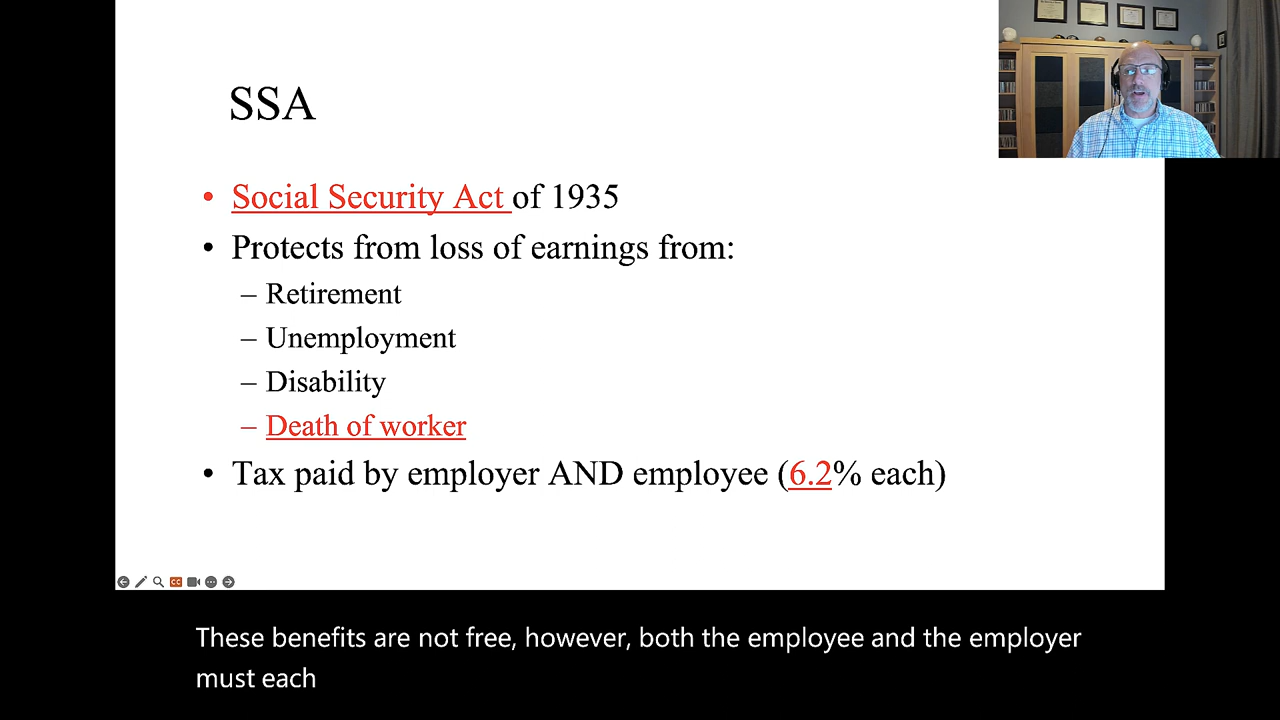 SSA
• Social Security Act of 1935
• Protects from loss of earnings from:
– Retirement
– Unemployment
– Disability
– Death of worker
• Tax paid by employer AND employee (6.2% each)
CC
These benefits are not free, however, both the employee and the employer
must each